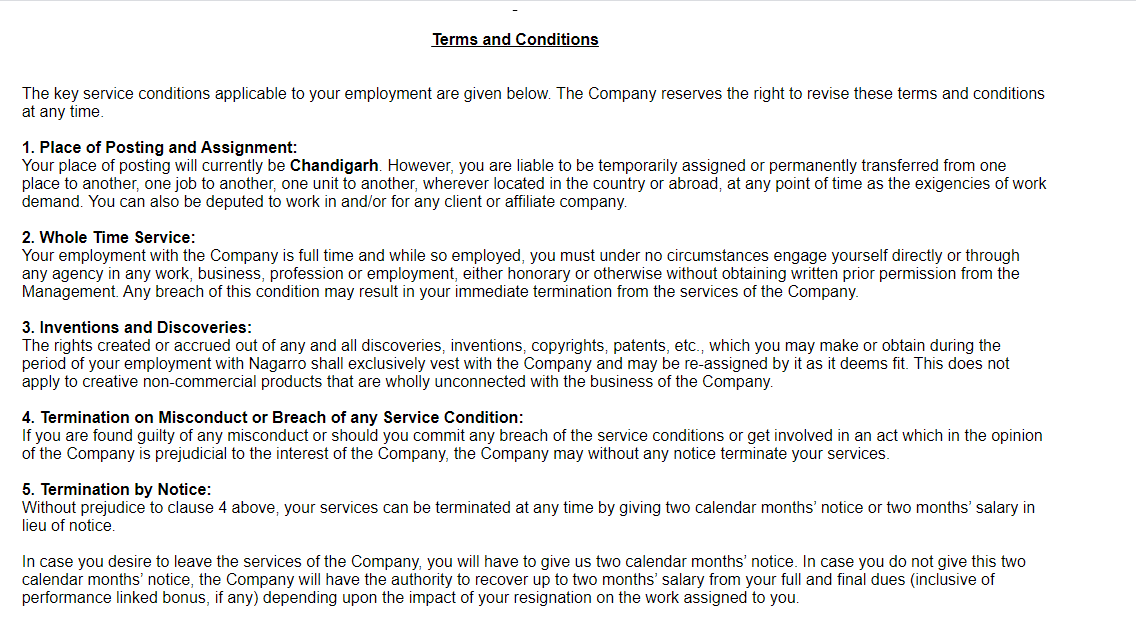 -
Terms and Conditions
The key service conditions applicable to your employment are given below. The Company reserves the right to revise these terms and conditions
at any time.
1. Place of Posting and Assignment:
Your place of posting will currently be Chandigarh. However, you are liable to be temporarily assigned or permanently transferred from one
place to another, one job to another, one unit to another, wherever located in the country or abroad, at any point of time as the exigencies of work
demand. You can also be deputed to work in and/or for any client or affiliate company.
2. Whole Time Service:
Your employment with the Company is full time and while so employed, you must under no circumstances engage yourself directly or through
any agency in any work, business, profession or employment, either honorary or otherwise without obtaining written prior permission from the
Management. Any breach of this condition may result in your immediate termination from the services of the Company.
3. Inventions and Discoveries:
The rights created or accrued out of any and all discoveries, inventions, copyrights, patents, etc., which you may make or obtain during the
period of your employment with Nagarro shall exclusively vest with the Company and may be re-assigned by it as it deems fit. This does not
apply to creative non-commercial products that are wholly unconnected with the business of the Company.
4. Termination on Misconduct or Breach of any Service Condition:
If you are found guilty of any misconduct or should you commit any breach of the service conditions or get involved in an act which in the opinion
of the Company is prejudicial to the interest of the Company, the Company may without any notice terminate your services.
5. Termination by Notice:
Without prejudice to clause 4 above, your services can be terminated at any time by giving two calendar months’ notice or two months’ salary in
lieu of notice.
In case you desire to leave the services of the Company, you will have to give us two calendar months’ notice. In case you do not give this two
calendar months’ notice, the Company will have the authority to recover up to two months’ salary from your full and final dues (inclusive of
performance linked bonus, if any) depending upon the impact of your resignation on the work assigned to you.